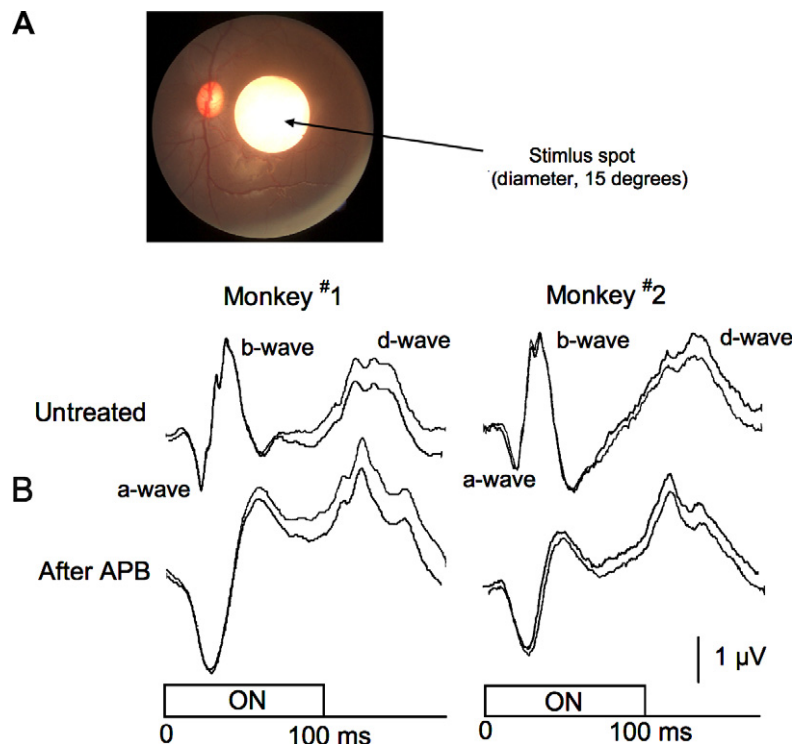 A
Stimlus spot
(diameter, 15 degrees)
Monkey #1
Monkey #2
b-wave
d-wave
b-wave
d-wave
Untreated
a-wave
a-wave
B
After APB
1 µV
ON
ON
0
100 ms
0
100 ms